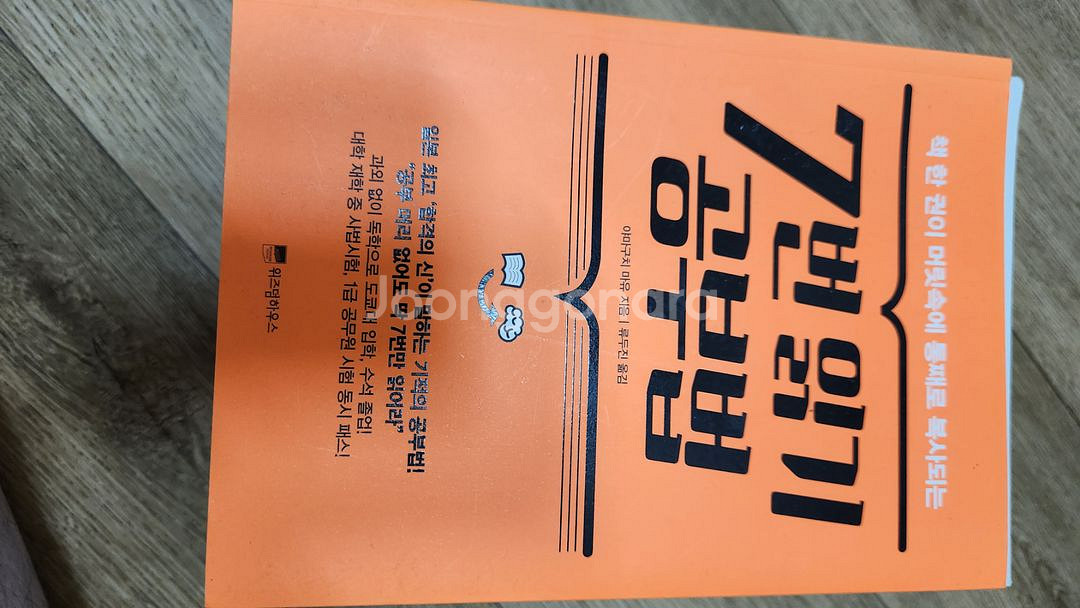 책 한 권이 머릿속에 통째로 복사되는
7번 읽기
공부법
야마구치 마유 지음 | 류두진 옮김
일본 최고 '합격의 신'이 말하는 기적의 공부법!
"공부 머리 없어도 딱 7번만 읽어라"
과외 없이 독학으로 도쿄대 입학, 수석 졸업!
대학 재학 중 사법시험, 1급 공무원 시험 동시 패스!
위즈덤하우스
Joonggonara